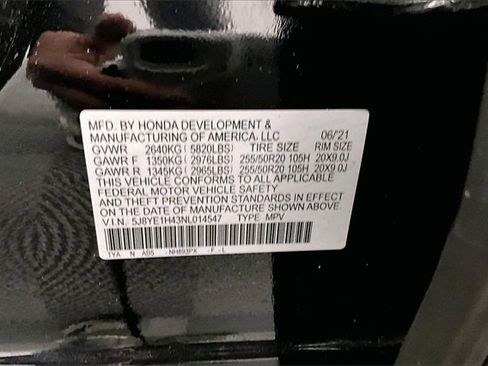 MFD. BY HONDA DEVELOPMENT &
MANUFACTURING OF AMERICA, LLC 06/21
GVWR 2640KG ( 5820LBS) TIRE SIZE RIM SIZE
GAWR F 1350KG ( 2976LBS) 255/50R20 105H 20X9.0J
GAWR R 1345KG ( 2965LBS) 255/50R20 105H 20X9.0J
THIS VEHICLE CONFORMS TO ALL APPLICABLE
FEDERAL MOTOR VEHICLE SAFETY
AND THEFT PREVENTION STANDARDS IN EFFECT
ON THE DATE OF MANUFACTURE SHOWN ABOVE.
V.I.N. 5J8YE1H43NL014547 TYPE MPV
TYA N A05 -NH893PX -F-L